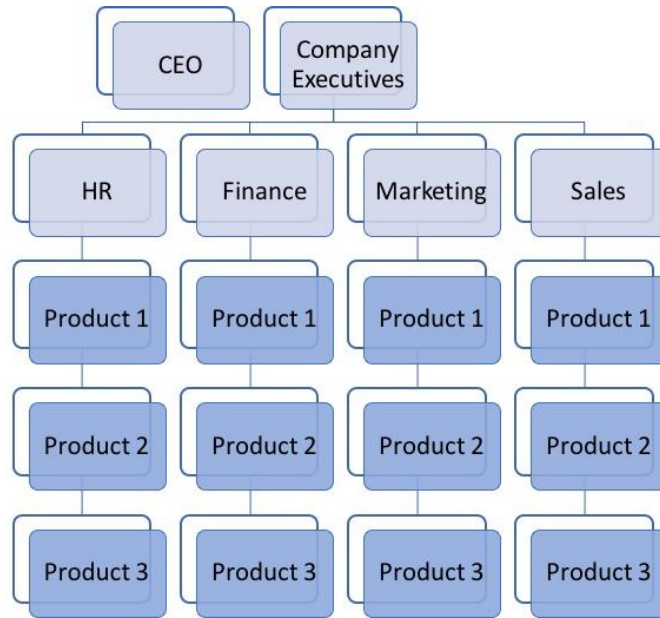 CEO
Company
Executives
HR
Finance
Marketing
Sales
Product 1
Product 1
Product 1
Product 1
Product 2
Product 2
Product 2
Product 2
Product 3
Product 3
Product 3
Product 3